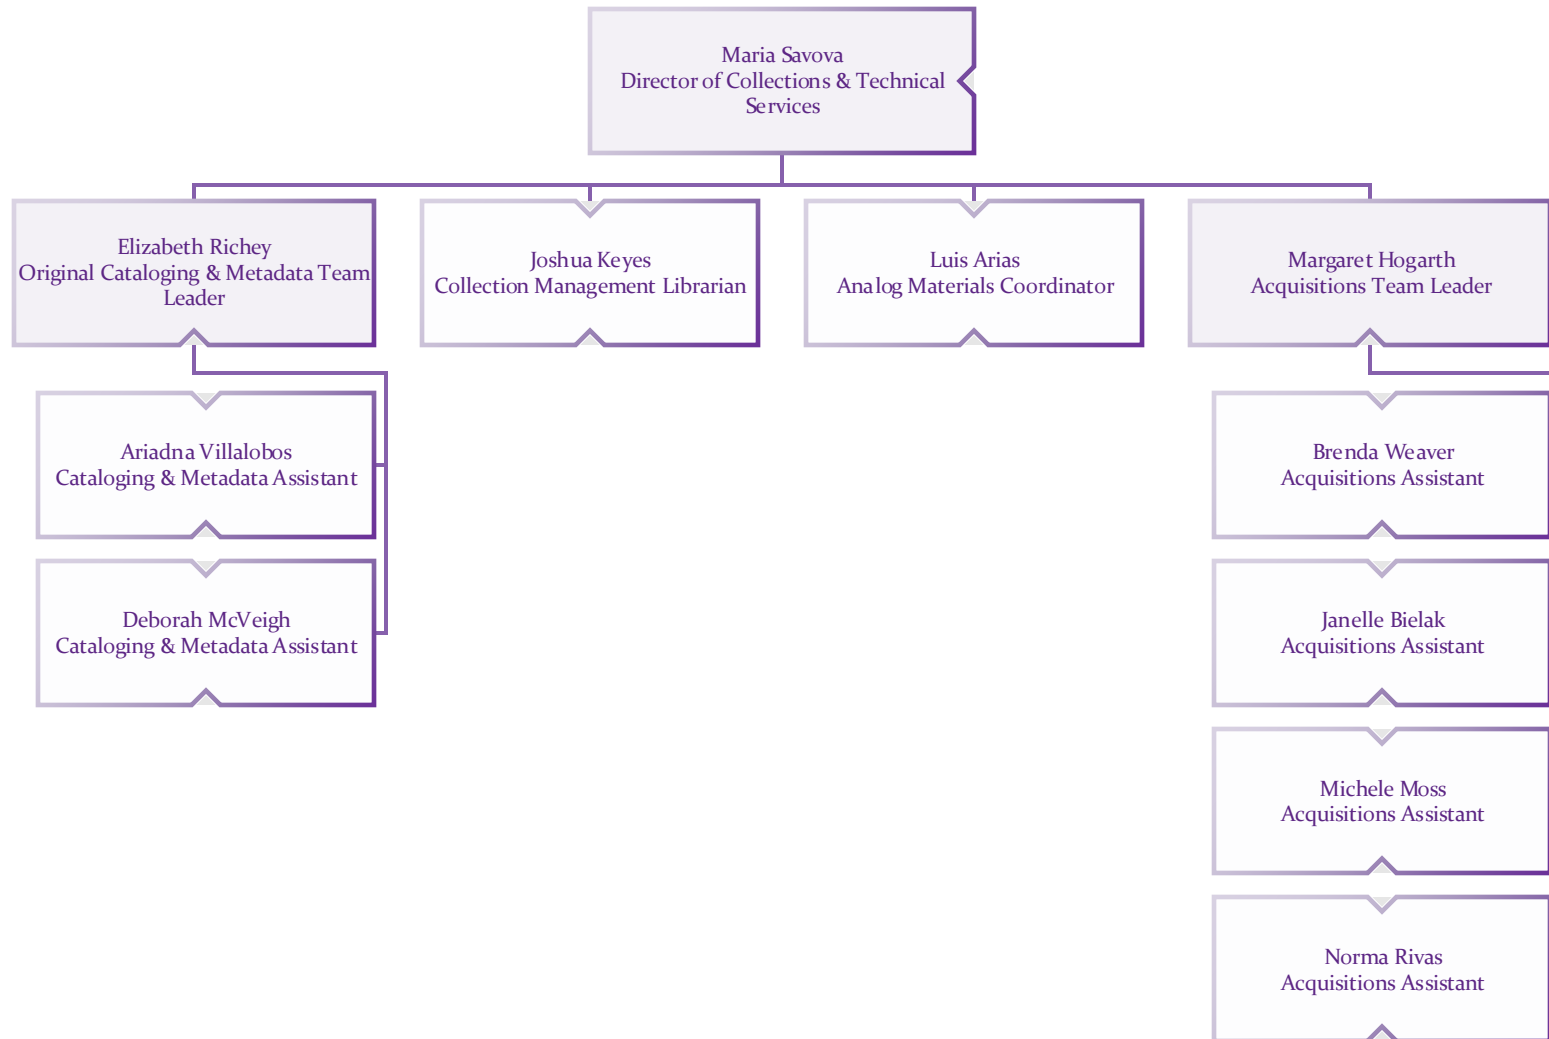 Maria Savova
Director of Collections & Technical
Services
Elizabeth Richey
Original Cataloging & Metadata Team
Leader
Joshua Keyes
Collection Management Librarian
Luis Arias
Analog Materials Coordinator
Margaret Hogarth
Acquisitions Team Leader
Ariadna Villalobos
Cataloging & Metadata Assistant
Deborah McVeigh
Cataloging & Metadata Assistant
Brenda Weaver
Acquisitions Assistant
Janelle Bielak
Acquisitions Assistant
Michele Moss
Acquisitions Assistant
Norma Rivas
Acquisitions Assistant